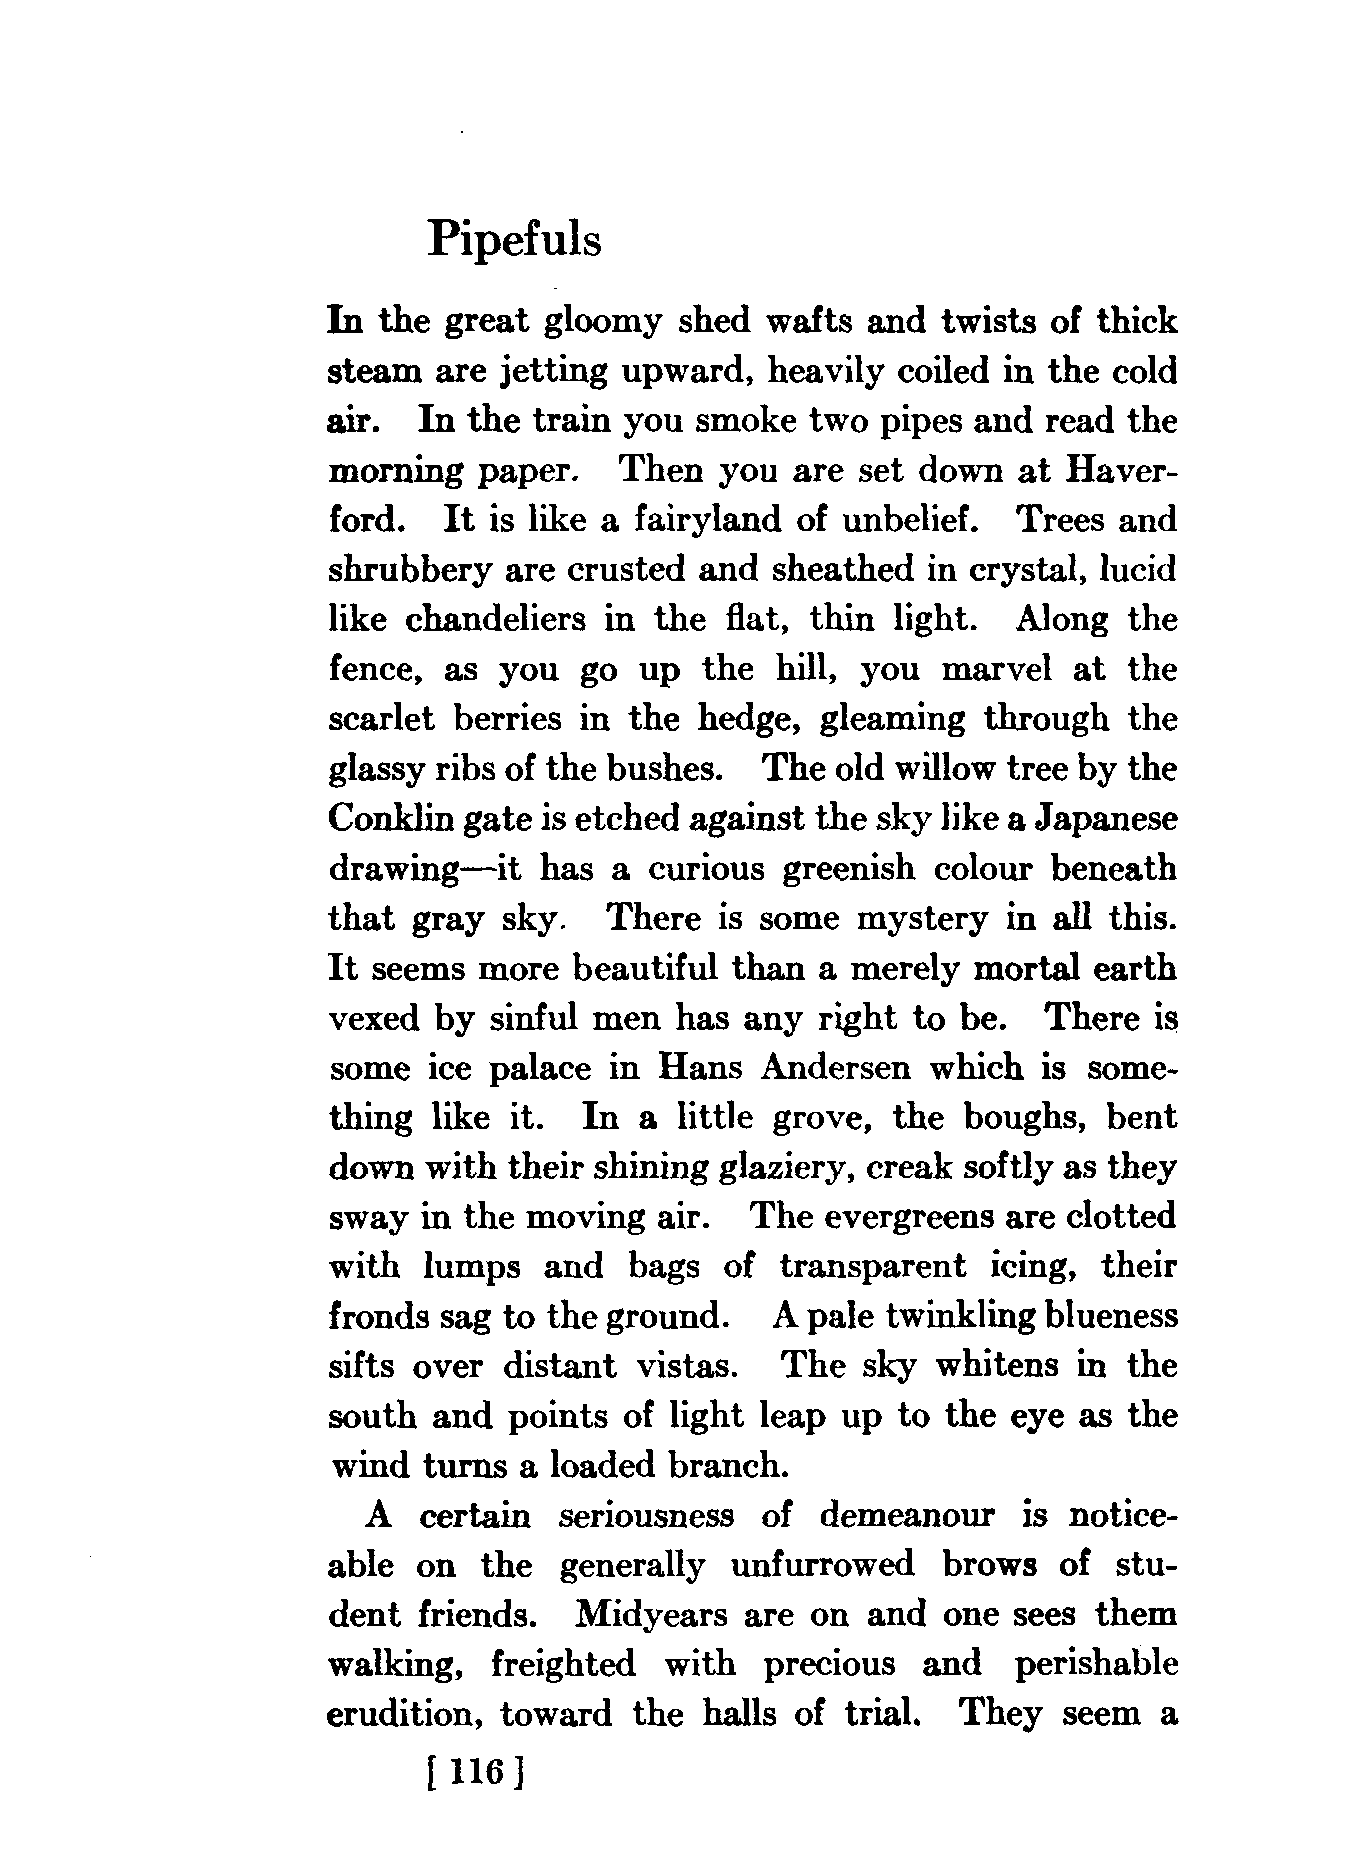 Pipefuls
In the great gloomy shed wafts and twists of thick
steam are jetting upward, heavily coiled in the cold
air. In the train you smoke two pipes and read the
morning paper. Then you are set down at Haver-
ford. It is like a fairyland of unbelief. Trees and
shrubbery are crusted and sheathed in crystal, lucid
like chandeliers in the flat, thin light. Along the
fence, as you go up the hill, you marvel at the
scarlet berries in the hedge, gleaming through the
glassy ribs of the bushes. The old willow tree by the
Conklin gate is etched against the sky like a Japanese
drawing—it has a curious greenish colour beneath
that gray sky. There is some mystery in all this.
It seems more beautiful than a merely mortal earth
vexed by sinful men has any right to be. There is
some ice palace in Hans Andersen which is some-
thing like it. In a little grove, the boughs, bent
down with their shining glaziery, creak softly as they
sway in the moving air. The evergreens are clotted
with lumps and bags of transparent icing, their
fronds sag to the ground. A pale twinkling blueness
sifts over distant vistas. The sky whitens in the
south and points of light leap up to the eye as the
wind turns a loaded branch.
A certain seriousness of demeanour is notice-
able on the generally unfurrowed brows of stu-
dent friends. Midyears are on and one sees them
walking, freighted with precious and perishable
erudition, toward the halls of trial. They seem a
[ 116 ]